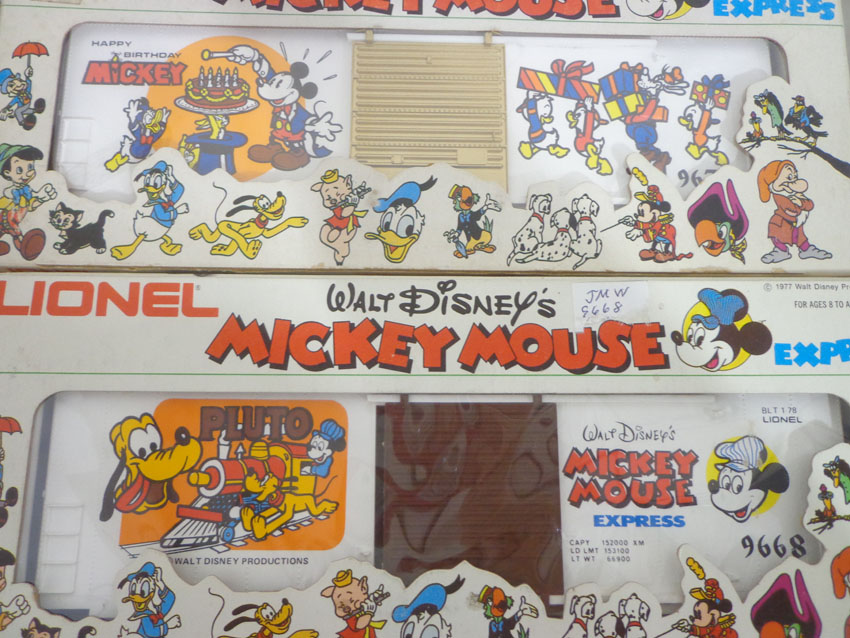 MICKEY MOUSE
EXPRESS
HAPPY
BIRTHDAY
MICKEY
LIONEL
WALT DISNEY'S
MICKEY MOUSE
EXPR
JMW
9668
© 1977 Walt Disney Pr
FOR AGES 8 TO A
PLUTO
WALT DISNEY PRODUCTIONS
BLT 1-78
LIONEL
WALT DISNEY'S
MICKEY
MOUSE
EXPRESS
CAPY 152000 XM
LD LMT 153100
LT WT 66900
9668